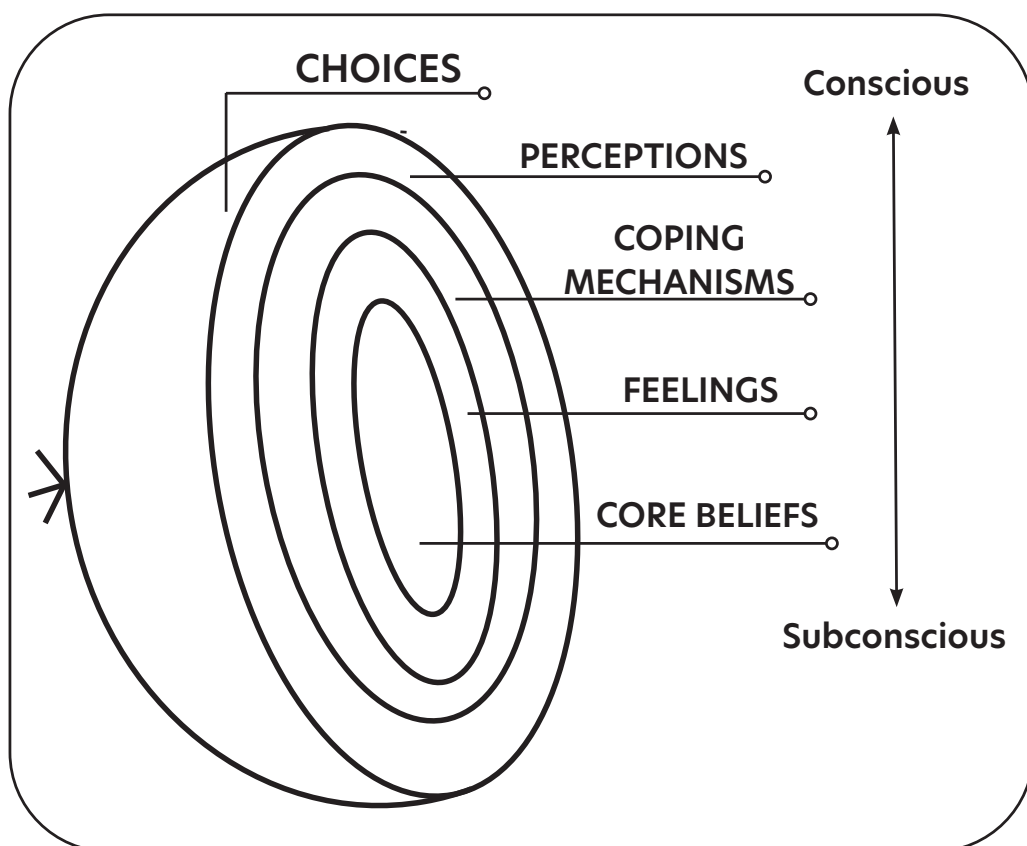 CHOICES
Conscious
PERCEPTIONS
COPING
MECHANISMS
FEELINGS
CORE BELIEFS
Subconscious